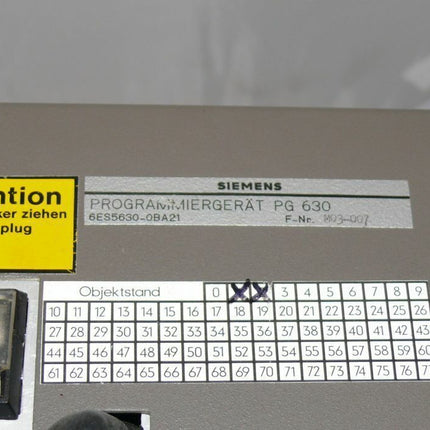 ntion
ker ziehen
plug
SIEMENS
PROGRAMMIERGERÄT PG 630
6ES5630-0BA21 F-Nr. M03-007
Objektstand 0 3 4 5 6 7 8 9
10 11 12 13 14 15 16 17 18 19 20 21 22 23 24 25 26
27 28 29 30 31 32 33 34 35 36 37 38 39 40 41 42 43
44 45 46 47 48 49 50 51 52 53 54 55 56 57 58 59 60
61 62 63 64 65 66 67 68 69 70 71 72 73 74 75 76 77